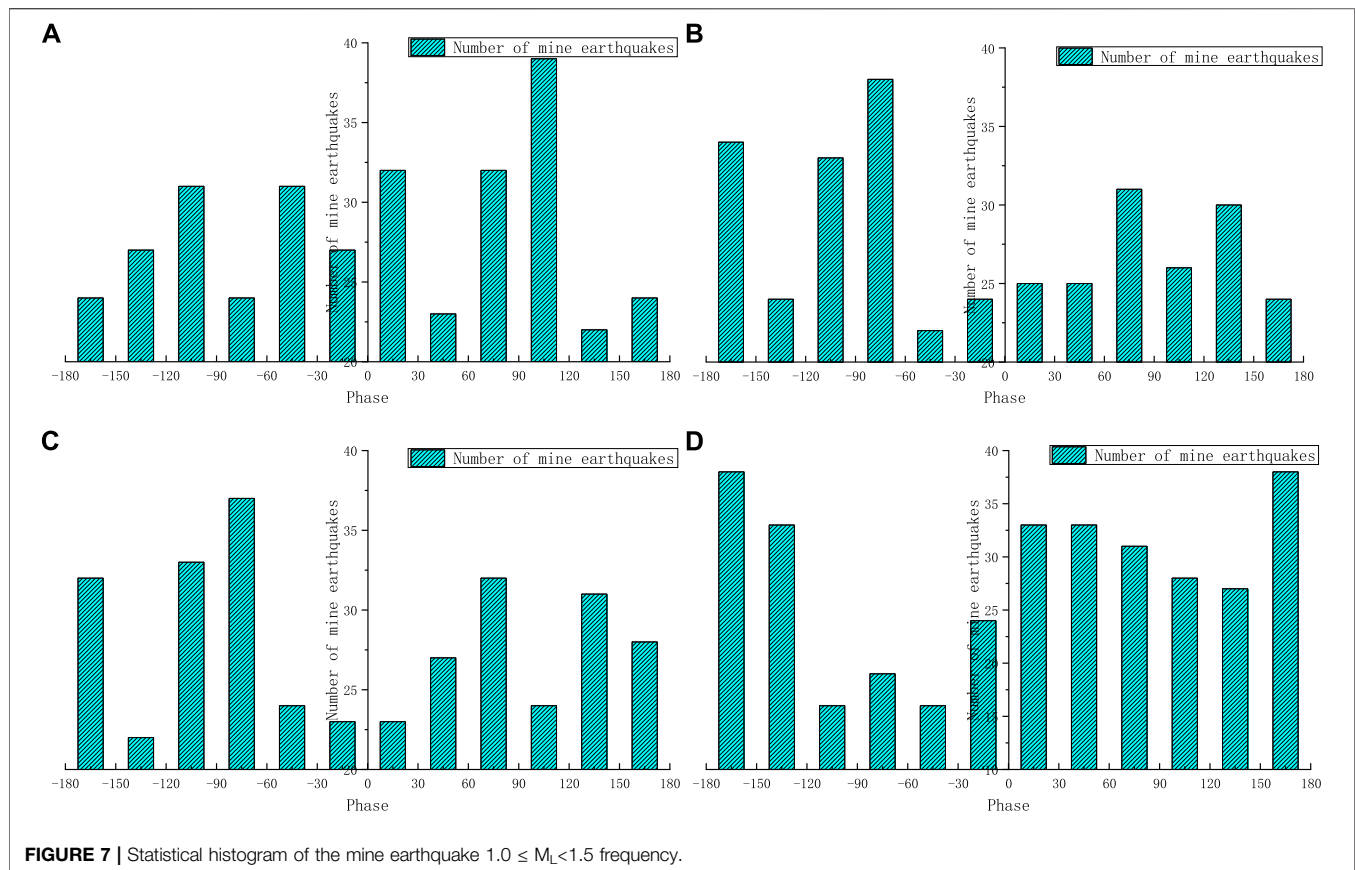 A
Number of mine earthquakes
Number of mine earthquakes
40
35
30
25
20
-180 -150 -120 -90 -60 -30 0 30 60 90 120 150 180
Phase
B
Number of mine earthquakes
Number of mine earthquakes
40
35
30
25
20
-180 -150 -120 -90 -60 -30 0 30 60 90 120 150 180
Phase
C
Number of mine earthquakes
Number of mine earthquakes
40
35
30
25
20
-180 -150 -120 -90 -60 -30 0 30 60 90 120 150 180
Phase
D
Number of mine earthquakes
Number of mine earthquakes
40
35
30
25
20
15
10
-180 -150 -120 -90 -60 -30 0 30 60 90 120 150 180
Phase
FIGURE 7 | Statistical histogram of the mine earthquake 1.0 ≤ ML<1.5 frequency.